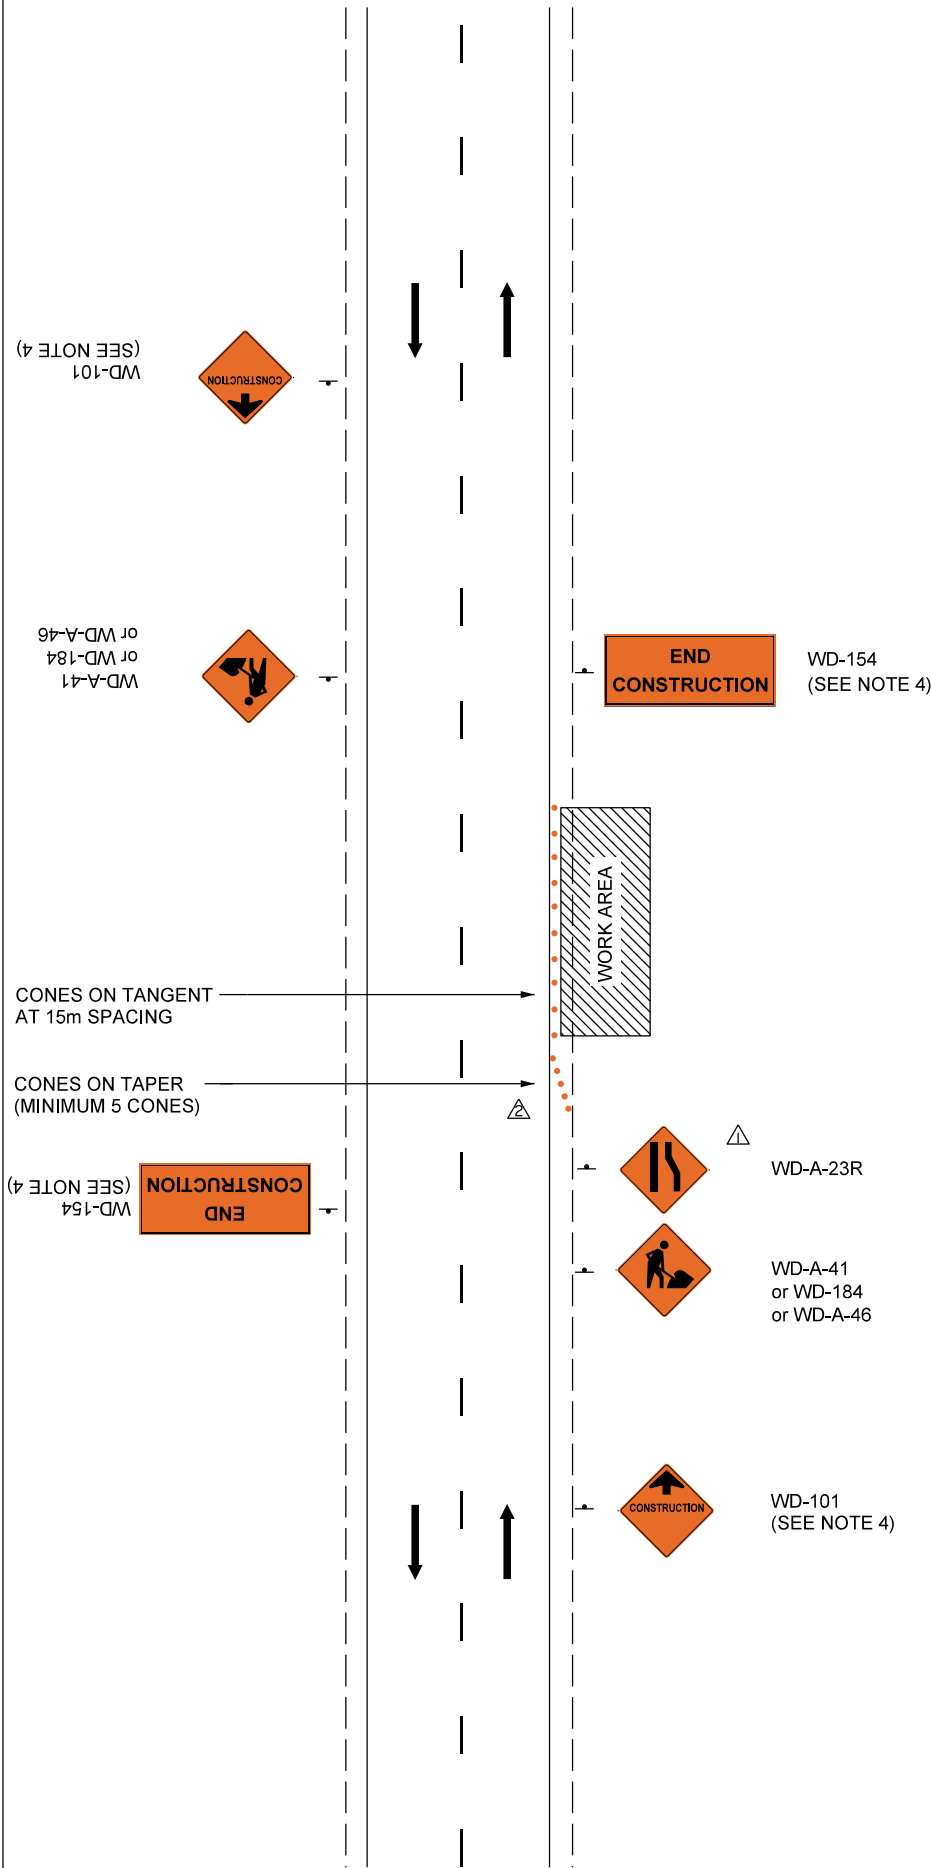 WD-101
(SEE NOTE 4)
CONSTRUCTION
WD-A-41
or WD-184
or WD-A-46
END
CONSTRUCTION
WD-154
(SEE NOTE 4)
WORK AREA
CONES ON TANGENT
AT 15m SPACING
CONES ON TAPER
(MINIMUM 5 CONES)
2
1
WD-A-23R
END
CONSTRUCTION
WD-154
(SEE NOTE 4)
WD-A-41
or WD-184
or WD-A-46
CONSTRUCTION
WD-101
(SEE NOTE 4)